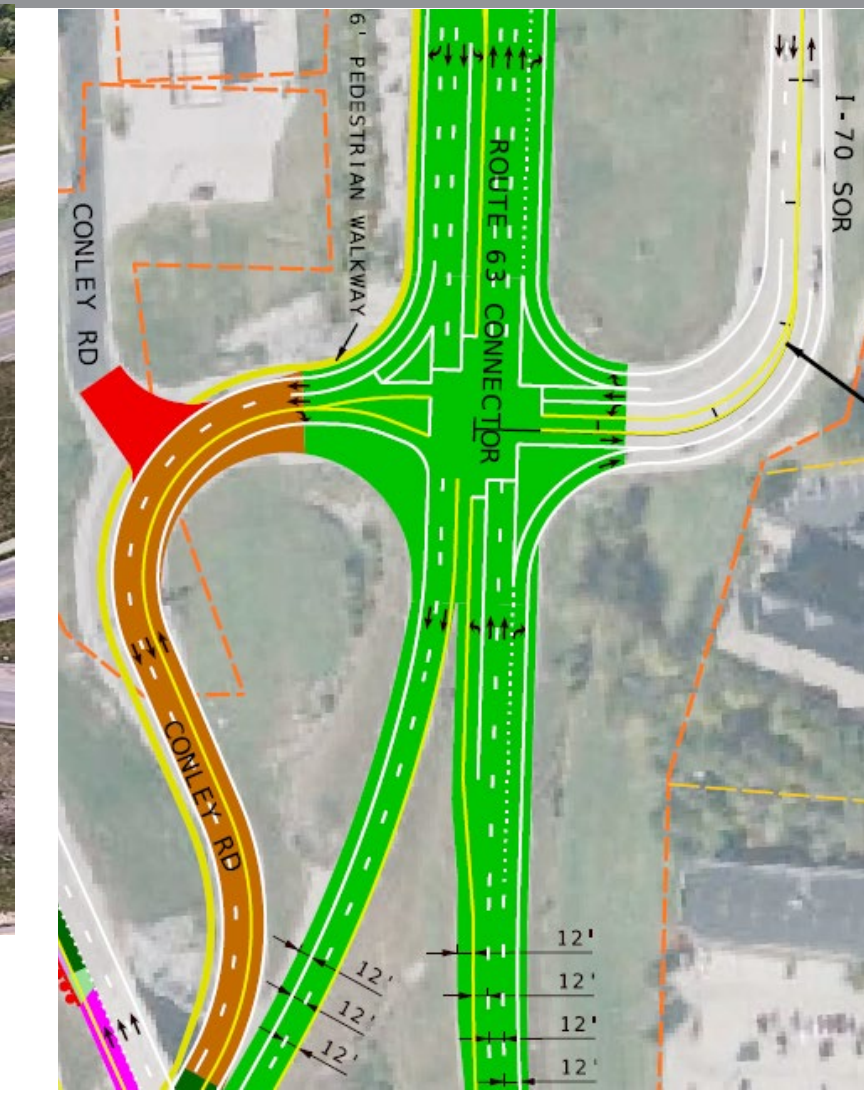 6' PEDESTRIAN WALKWAY
ROUTE 63 CONNECTOR
I-70 SOR
CONLEY RD
CONLEY RD
12'
12'
12'
12'
12'
12'
12'